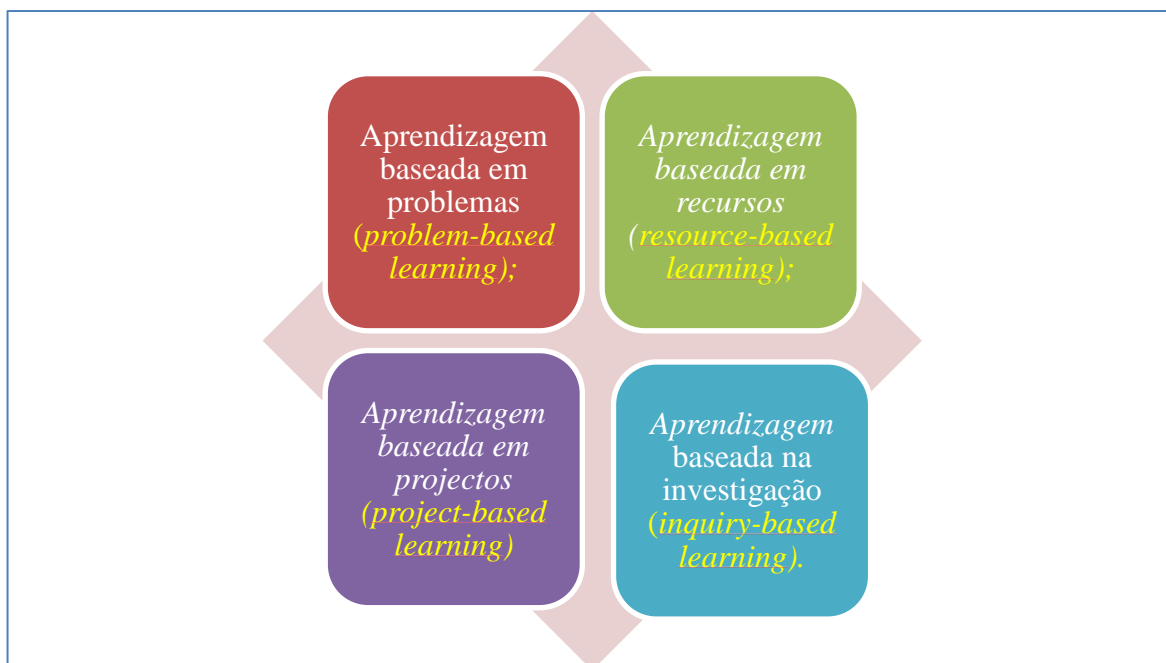 Aprendizagem
baseada em
problemas
(problem-based
learning);
Aprendizagem
baseada em
recursos
(resource-based
learning);
Aprendizagem
baseada em
projectos
(project-based
learning)
Aprendizagem
baseada na
investigação
(inquiry-based
learning).